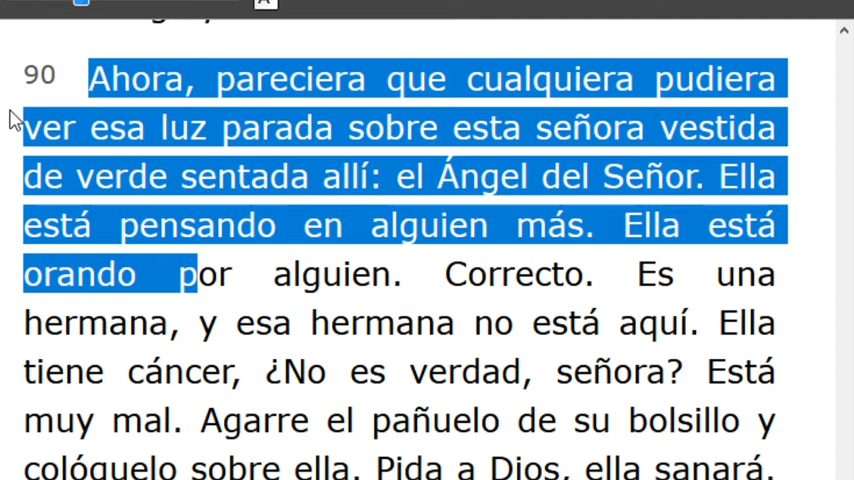 90 Ahora, pareciera que cualquiera pudiera
ver esa luz parada sobre esta señora vestida
de verde sentada allí: el Ángel del Señor. Ella
está pensando en alguien más. Ella está
orando por alguien. Correcto. Es una
hermana, y esa hermana no está aquí. Ella
tiene cáncer, ¿No es verdad, señora? Está
muy mal. Agarre el pañuelo de su bolsillo y
colóquelo sobre ella. Pida a Dios, ella sanará.